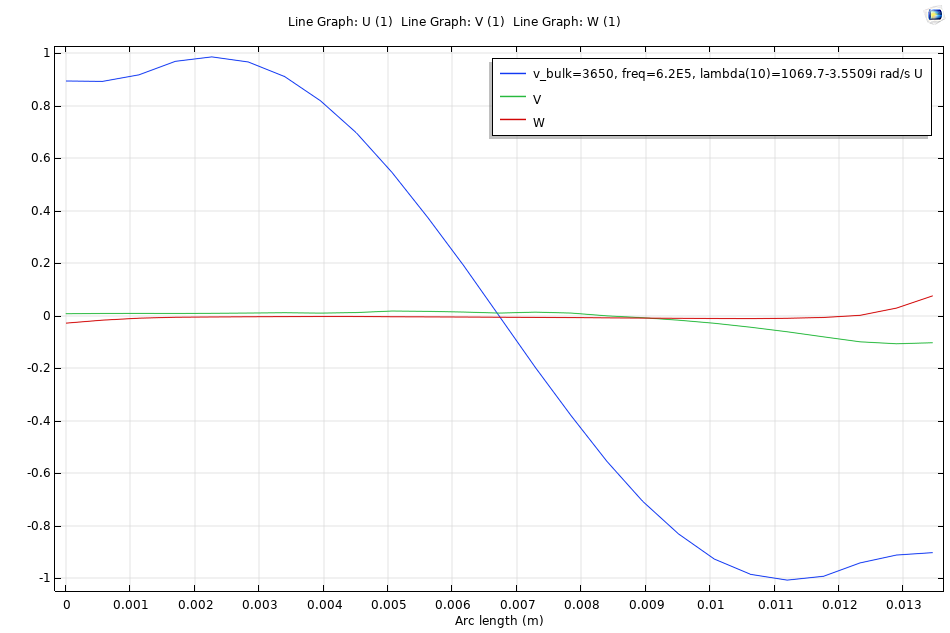 Line Graph: U (1) Line Graph: V (1) Line Graph: W (1)
v_bulk=3650, freq=6.2E5, lambda(10)=1069.7-3.5509i rad/s U
V
W
1
0.8
0.6
0.4
0.2
0
-0.2
-0.4
-0.6
-0.8
-1
0 0.001 0.002 0.003 0.004 0.005 0.006 0.007 0.008 0.009 0.01 0.011 0.012 0.013
Arc length (m)